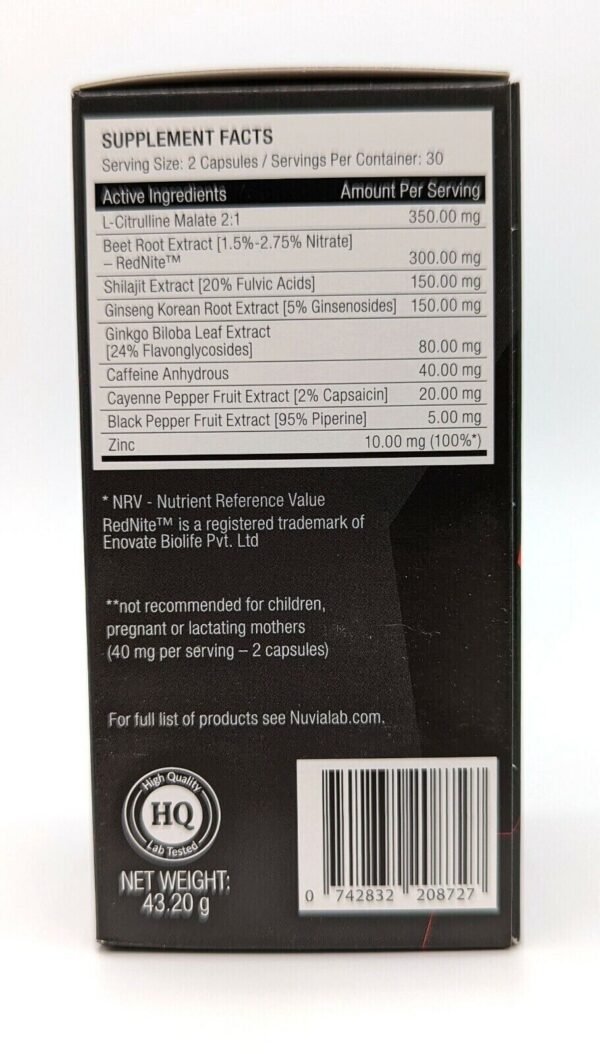 SUPPLEMENT FACTS
Serving Size: 2 Capsules / Servings Per Container: 30
Active Ingredients Amount Per Serving
L-Citrulline Malate 2:1 350.00 mg
Beet Root Extract [1.5%-2.75% Nitrate]
– RedNite™ 300.00 mg
Shilajit Extract [20% Fulvic Acids] 150.00 mg
Ginseng Korean Root Extract [5% Ginsenosides] 150.00 mg
Ginkgo Biloba Leaf Extract
[24% Flavonglycosides] 80.00 mg
Caffeine Anhydrous 40.00 mg
Cayenne Pepper Fruit Extract [2% Capsaicin] 20.00 mg
Black Pepper Fruit Extract [95% Piperine] 5.00 mg
Zinc 10.00 mg (100%*)
* NRV - Nutrient Reference Value
RedNite™ is a registered trademark of
Enovate Biolife Pvt. Ltd
**not recommended for children,
pregnant or lactating mothers
(40 mg per serving – 2 capsules)
For full list of products see Nuvialab.com.
High Quality
HQ
Lab Tested
NET WEIGHT:
43.20 g
0 742832 208727